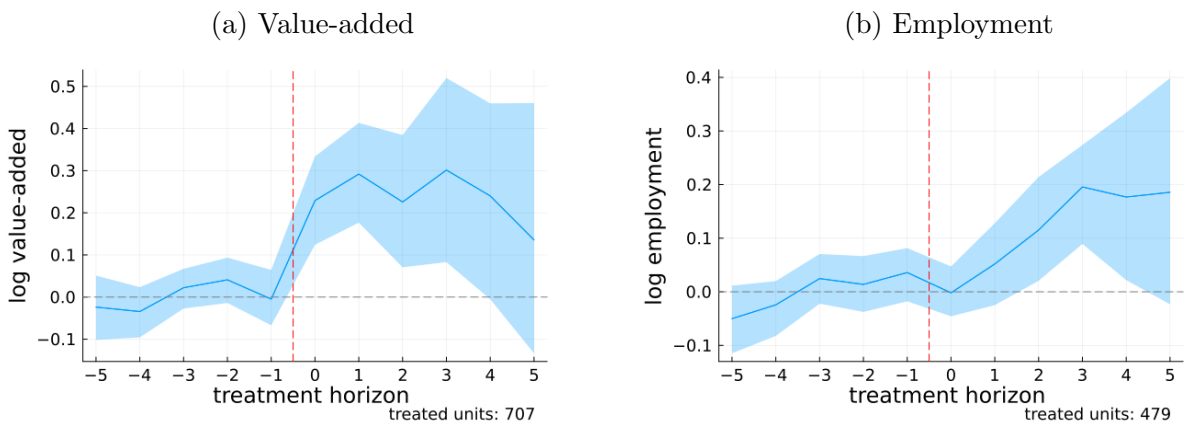 (a) Value-added
log value-added
0.5
0.4
0.3
0.2
0.1
0.0
−0.1
−5 −4 −3 −2 −1 0 1 2 3 4 5
treatment horizon
treated units: 707
(b) Employment
log employment
0.4
0.3
0.2
0.1
0.0
−0.1
−5 −4 −3 −2 −1 0 1 2 3 4 5
treatment horizon
treated units: 479